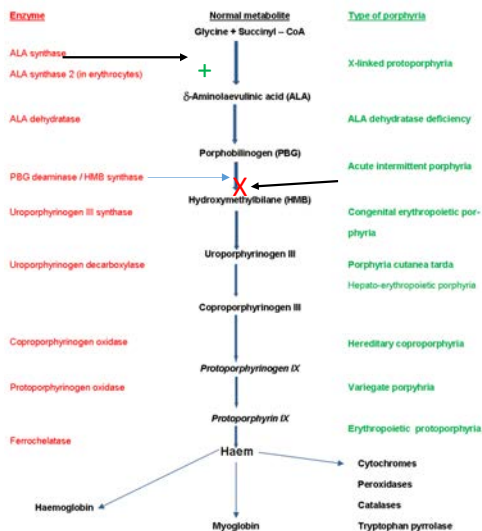 Enzyme Normal metabolite Type of porphyria
Glycine + Succinyl – CoA
ALA synthase
+
X-linked protoporphyria
ALA synthase 2 (in erythrocytes)
δ-Aminolaevulinic acid (ALA)
ALA dehydratase ALA dehydratase deficiency
Porphobilinogen (PBG)
Acute intermittent porphyria
PBG deaminase / HMB synthase
X
Hydroxymethylbilane (HMB)
Uroporphyrinogen III synthase Congenital erythropoietic por-
phyria
Uroporphyrinogen III
Uroporphyrinogen decarboxylase Porphyria cutanea tarda
Hepato-erythropoietic porphyria
Coproporphyrinogen III
Coproporphyrinogen oxidase Hereditary coproporphyria
Protoporphyrinogen IX
Protoporphyrinogen oxidase Variegate porpyhria
Protoporphyrin IX
Erythropoietic protoporphyria
Ferrochelatase
Haem
Cytochromes
Peroxidases
Haemoglobin Catalases
Myoglobin Tryptophan pyrrolase